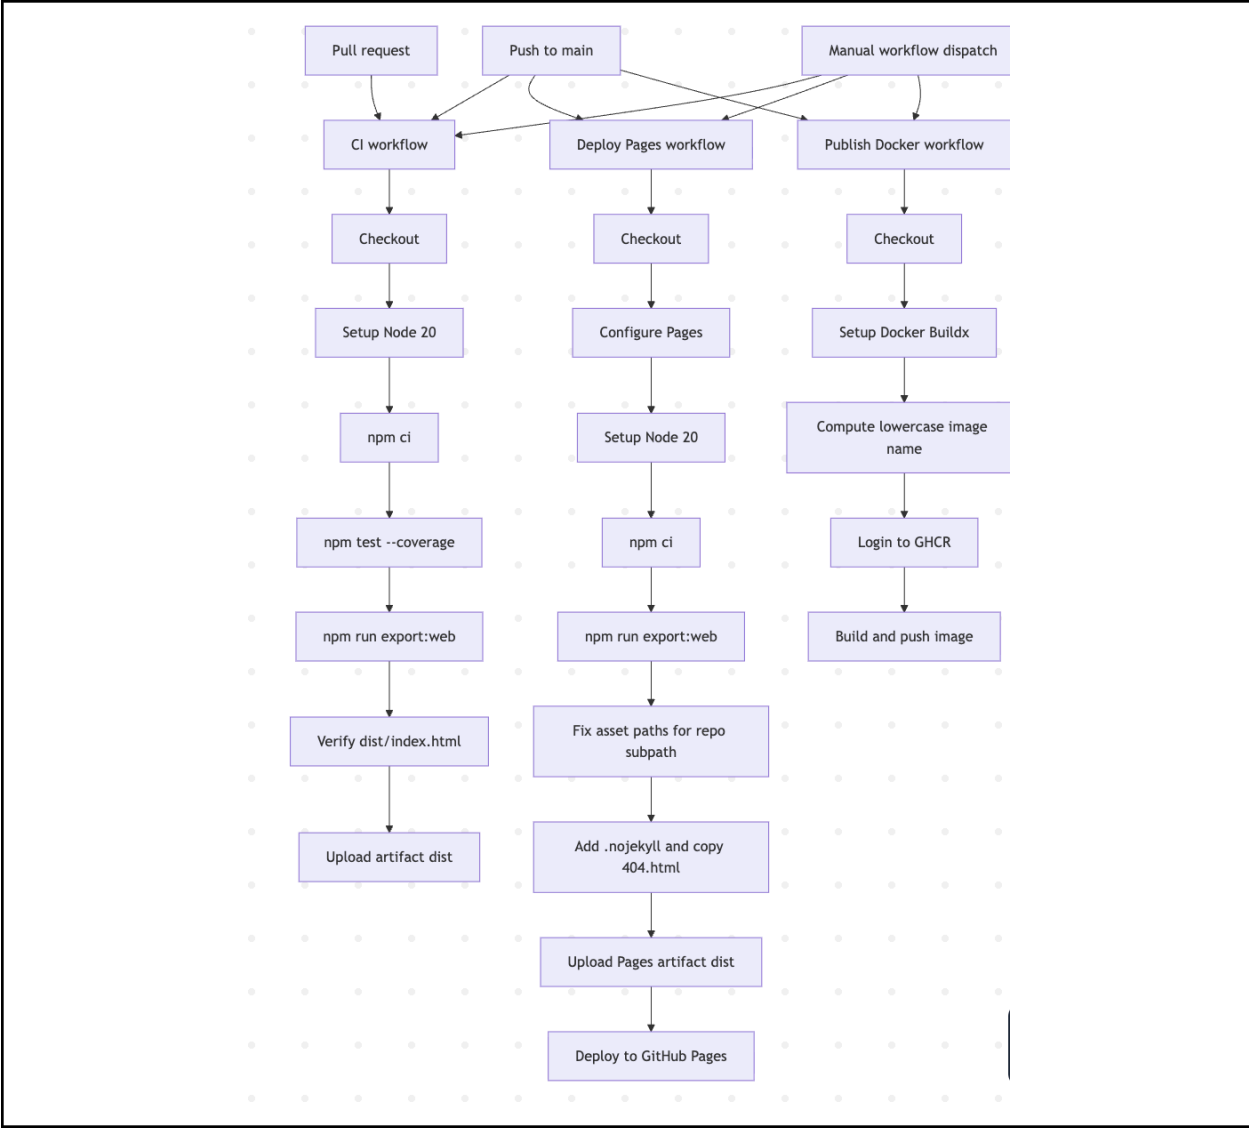 Pull request
Push to main
Manual workflow dispatch
CI workflow
Deploy Pages workflow
Publish Docker workflow
Checkout
Checkout
Checkout
Setup Node 20
Configure Pages
Setup Docker Buildx
npm ci
Setup Node 20
Compute lowercase image
name
npm test --coverage
npm ci
Login to GHCR
npm run export:web
npm run export:web
Build and push image
Verify dist/index.html
Fix asset paths for repo
subpath
Upload artifact dist
Add .nojekyll and copy
404.html
Upload Pages artifact dist
Deploy to GitHub Pages